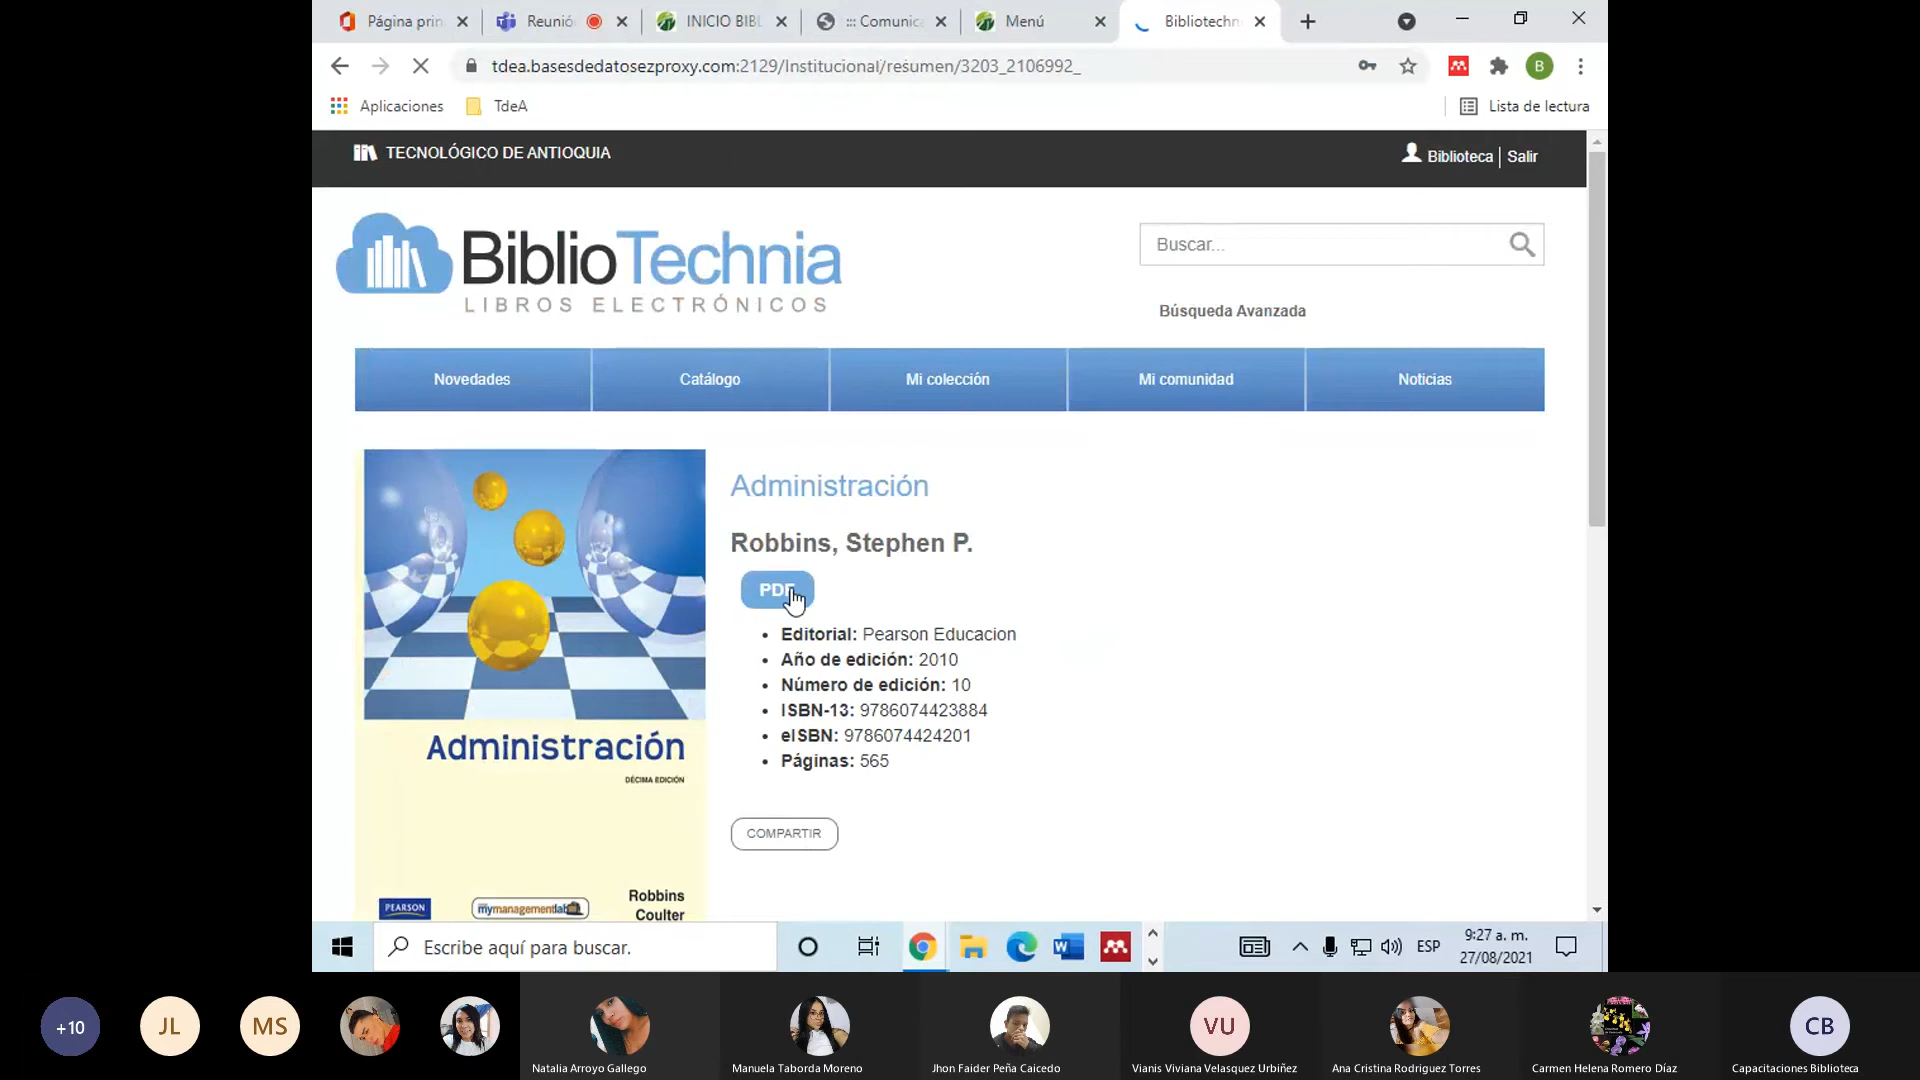 Página prin
Reunió
INICIO BIBL
::: Comunica
Menú
Bibliotechn
tdea.basesdedatosezproxy.com:2129/Institucional/resumen/3203_2106992_
B
Aplicaciones
TdeA
Lista de lectura
TECNOLÓGICO DE ANTIOQUIA
Biblioteca | Salir
BiblioTechnia
LIBROS ELECTRÓNICOS
Buscar...
Búsqueda Avanzada
Novedades
Catálogo
Mi colección
Mi comunidad
Noticias
Administración
Robbins, Stephen P.
PDF
• Editorial: Pearson Educacion
• Año de edición: 2010
• Número de edición: 10
• ISBN-13: 9786074423884
• eISBN: 9786074424201
• Páginas: 565
COMPARTIR
Administración
DÉCIMA EDICIÓN
PEARSON
mymanagementlab
Robbins
Coulter
Escribe aquí para buscar.
ESP
9:27 a. m.
27/08/2021
+10
JL
MS
VU
CB
Natalia Arroyo Gallego
Manuela Taborda Moreno
Jhon Faider Peña Caicedo
Vianis Viviana Velasquez Urbiñez
Ana Cristina Rodriguez Torres
Carmen Helena Romero Díaz
Capacitaciones Biblioteca